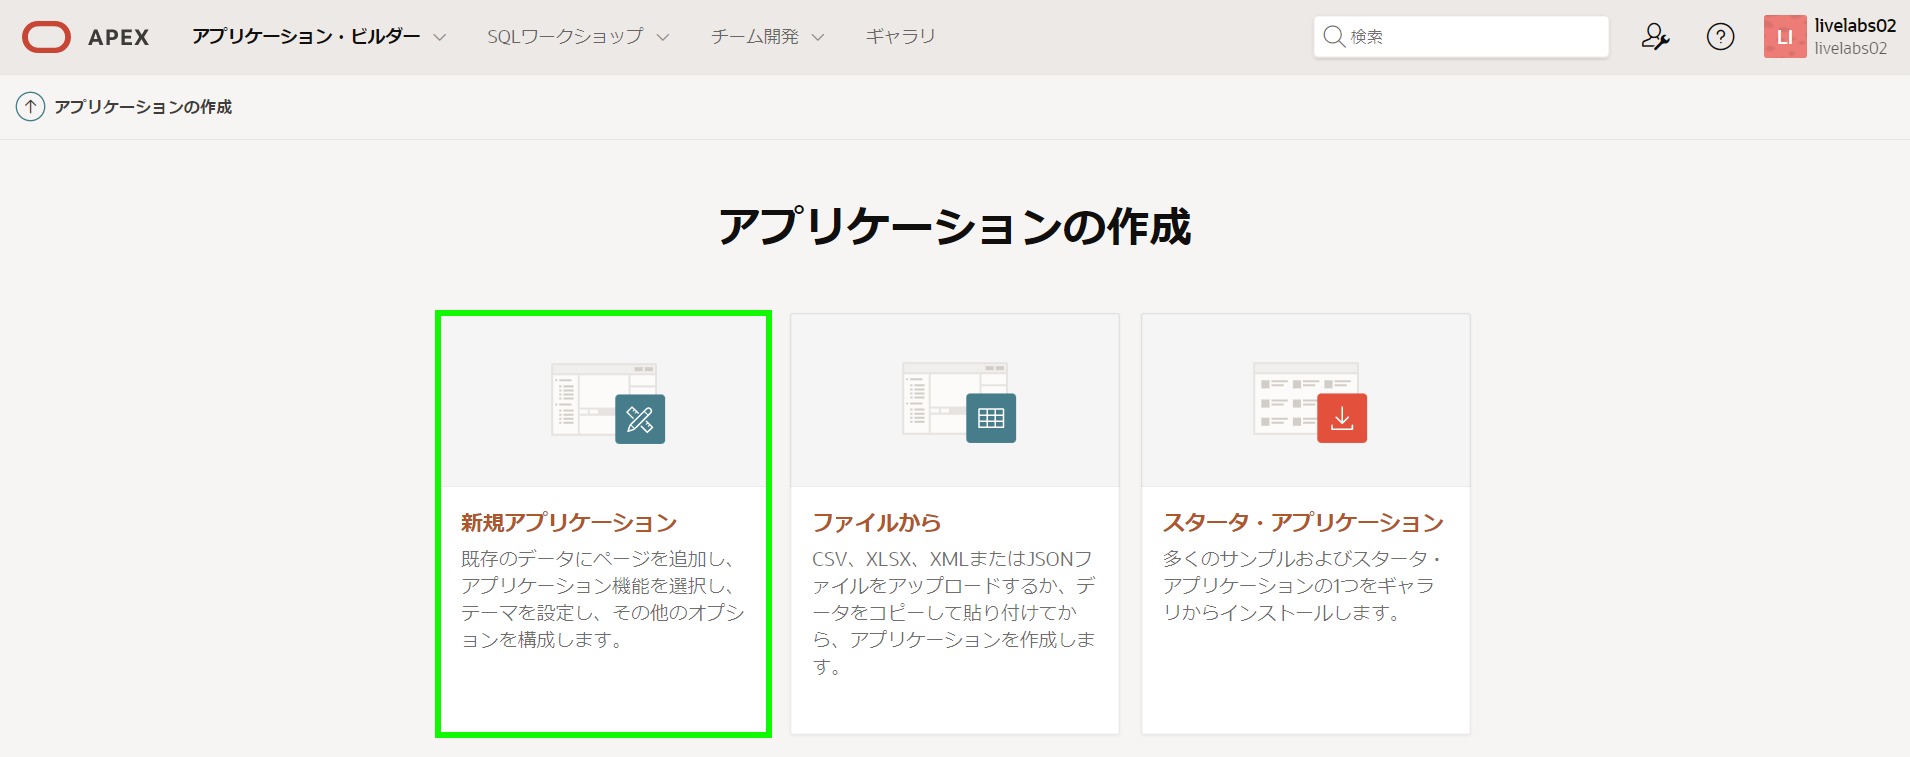 APEX アプリケーション・ビルダー SQLワークショップ チーム開発 ギャラリ 検索 ? LI livelabs02
livelabs02
アプリケーションの作成
アプリケーションの作成
新規アプリケーション
既存のデータにページを追加し、
アプリケーション機能を選択し、
テーマを設定し、その他のオプシ
ョンを構成します。
ファイルから
CSV、XLSX、XMLまたはJSONフ
ァイルをアップロードするか、デ
ータをコピーして貼り付けてか
ら、アプリケーションを作成しま
す。
スタータ・アプリケーション
多くのサンプルおよびスタータ・
アプリケーションの1つをギャラ
リからインストールします。